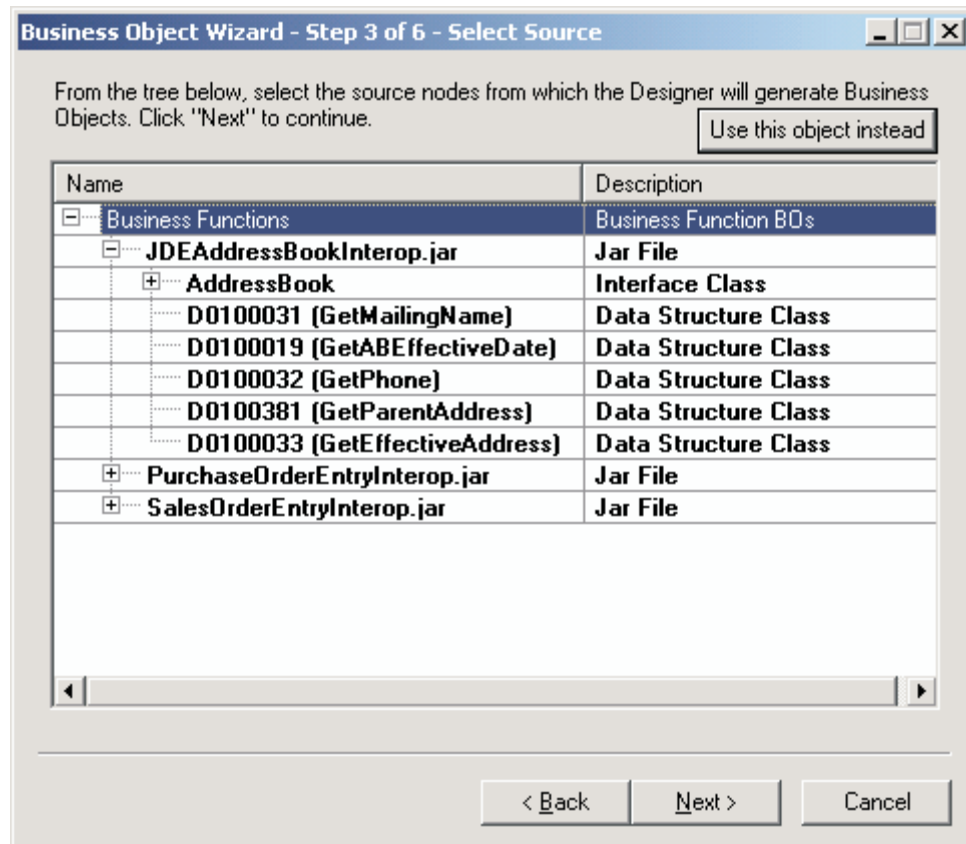 Business Object Wizard - Step 3 of 6 - Select Source
From the tree below, select the source nodes from which the Designer will generate Business
Objects. Click "Next" to continue.
Use this object instead
Name Description
Business Functions Business Function BOs
JDEAddressBookInterop.jar Jar File
AddressBook Interface Class
D0100031 (GetMailingName) Data Structure Class
D0100019 (GetABEffectiveDate) Data Structure Class
D0100032 (GetPhone) Data Structure Class
D0100381 (GetParentAddress) Data Structure Class
D0100033 (GetEffectiveAddress) Data Structure Class
PurchaseOrderEntryInterop.jar Jar File
SalesOrderEntryInterop.jar Jar File
< Back Next > Cancel